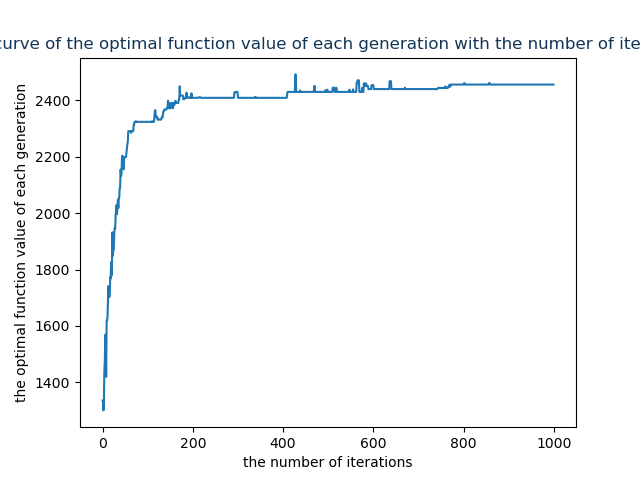 curve of the optimal function value of each generation with the number of ite
the optimal function value of each generation
2400
2200
2000
1800
1600
1400
0 200 400 600 800 1000
the number of iterations